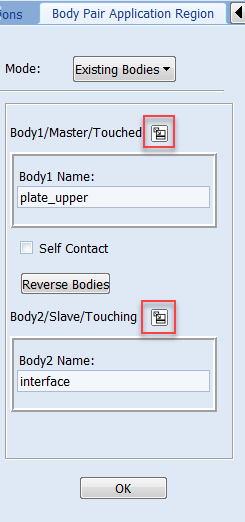 ions Body Pair Application Region
Mode: Existing Bodies
Body1/Master/Touched
Body1 Name:
plate_upper
Self Contact
Reverse Bodies
Body2/Slave/Touching
Body2 Name:
interface
OK